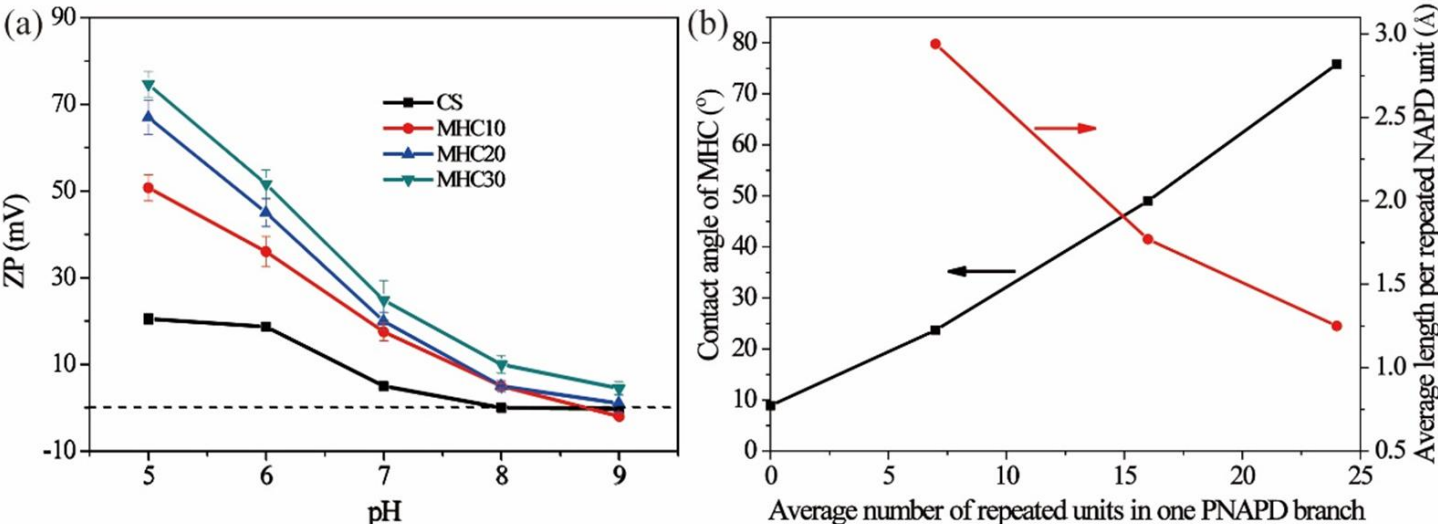 (a)
90
70
50
30
10
-10
ZP (mV)
CS
MHC10
MHC20
MHC30
5 6 7 8 9
pH
(b)
80
70
60
50
40
30
20
10
0
Contact angle of MHC (º)
3.0
2.5
2.0
1.5
1.0
0.5
Average length per repeated NAPD unit (Å)
0 5 10 15 20 25
Average number of repeated units in one PNAPD branch